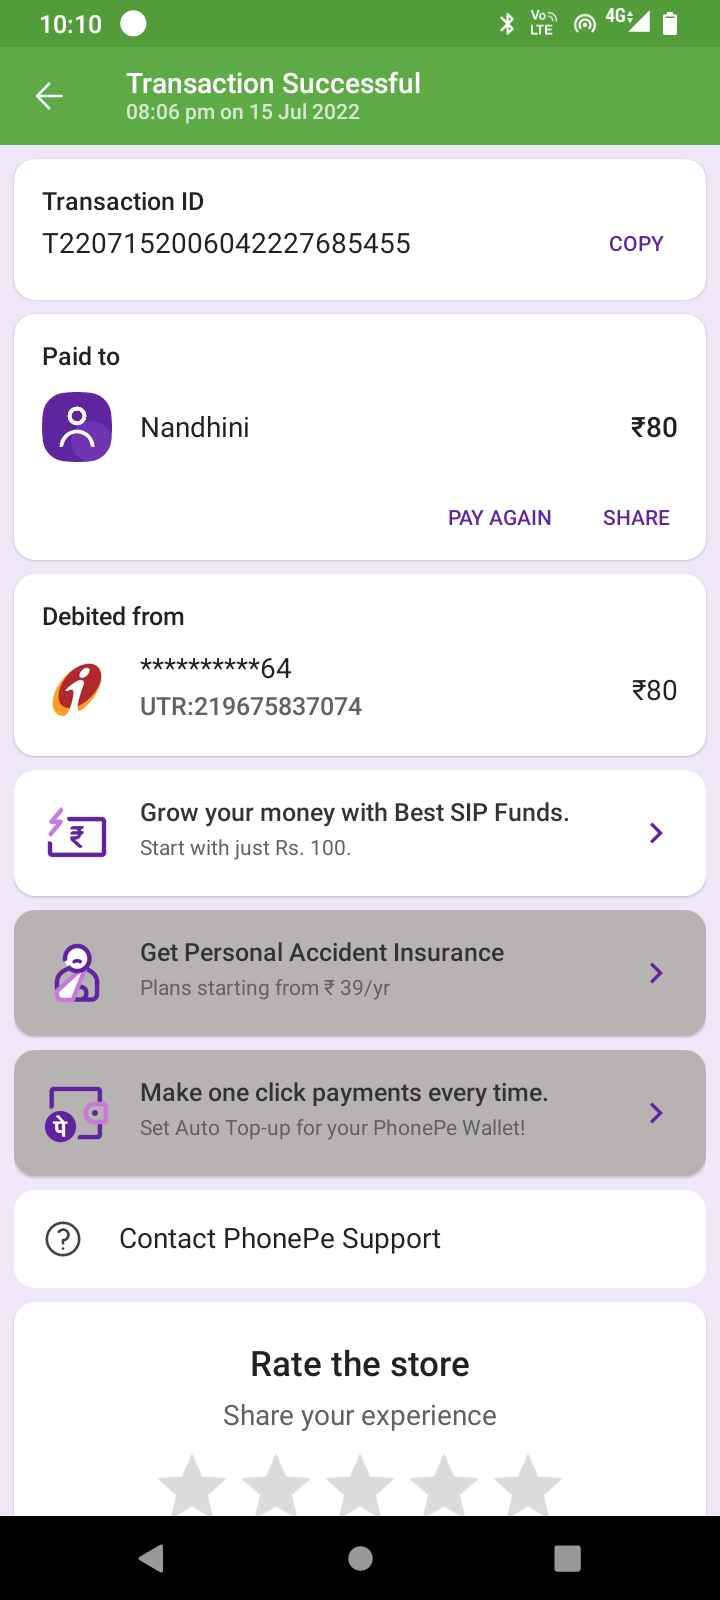 10:10
Vo
LTE
4G
Transaction Successful
08:06 pm on 15 Jul 2022
Transaction ID
T2207152006042227685455
COPY
Paid to
Nandhini
₹80
PAY AGAIN
SHARE
Debited from
**********64
UTR:219675837074
₹80
Grow your money with Best SIP Funds.
Start with just Rs. 100.
Get Personal Accident Insurance
Plans starting from ₹ 39/yr
पे
Make one click payments every time.
Set Auto Top-up for your PhonePe Wallet!
Contact PhonePe Support
Rate the store
Share your experience